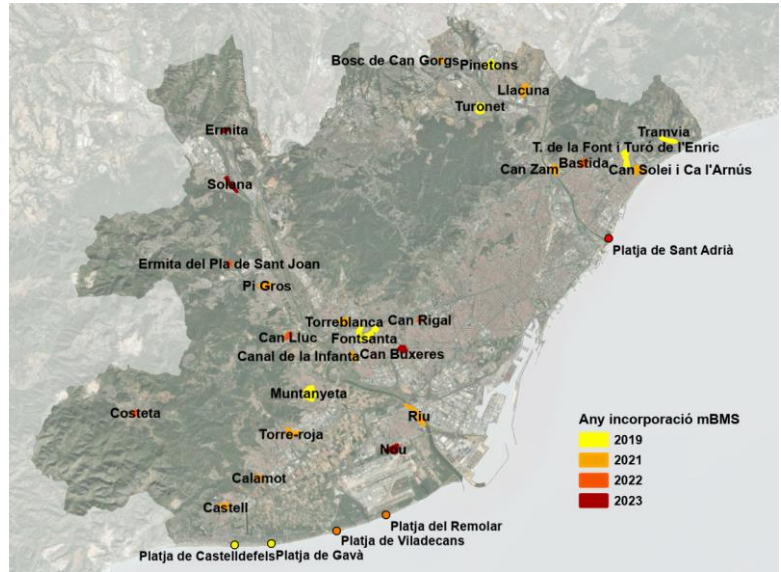 Bosc de Can Gorgs
Pinetons
Llacuna
Turonet
Ermita
Tramvia
T. de la Font i Turó de l'Enric
Can Zam
Bastida
Can Solei i Ca l'Arnús
Solana
Platja de Sant Adrià
Ermita del Pla de Sant Joan
Pi Gros
Torreblanca
Can Rigal
Can Lluc
Fontsanta
Canal de la Infanta
Can Buxeres
Muntanyeta
Costeta
Riu
Torre-roja
Nou
Calamot
Castell
Platja del Remolar
Platja de Viladecans
Platja de Castelldefels
Platja de Gavà
Any incorporació mBMS
2019
2021
2022
2023